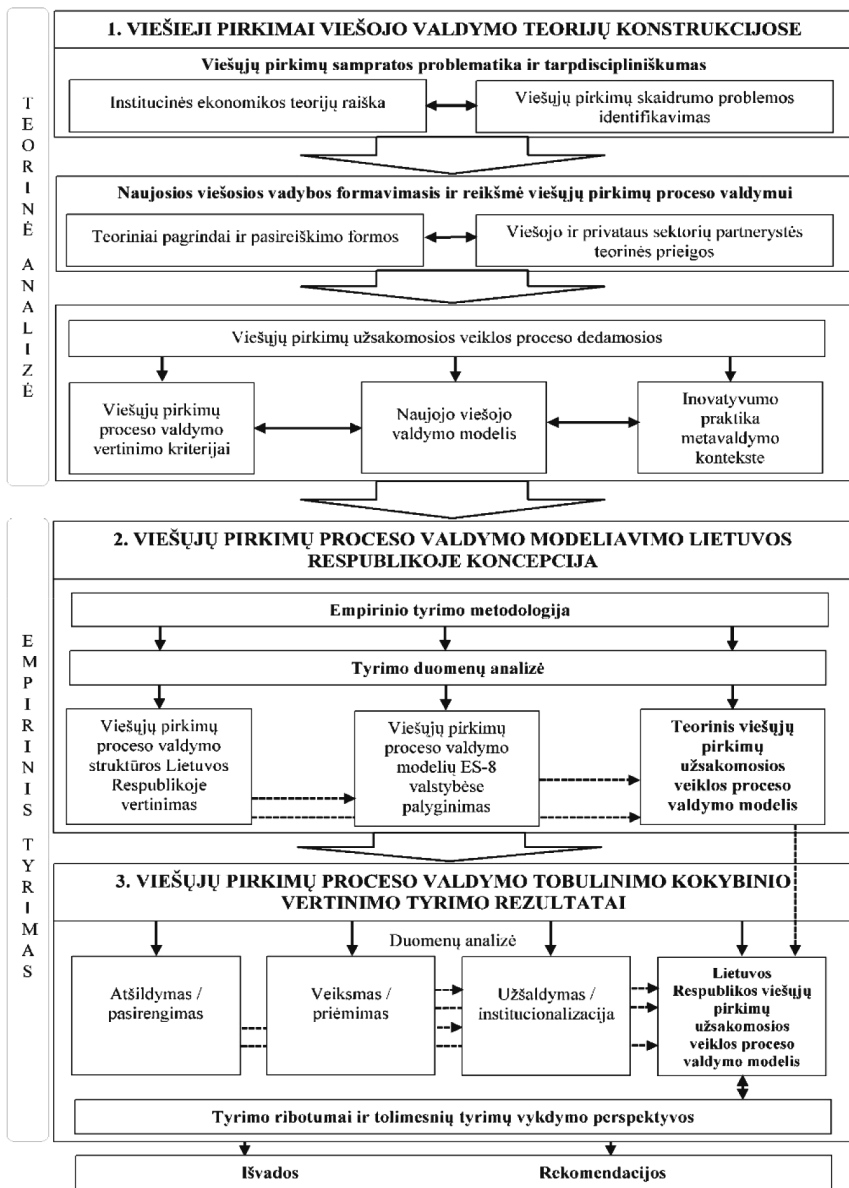 1. VIEŠIEJI PIRKIMAI VIEŠOJO VALDYMO TEORIJŲ KONSTRUKCIJOSE
Viešųjų pirkimų sampratos problematika ir tarpdiscipliniškumas
Institucinės ekonomikos teorijų raiška
Viešųjų pirkimų skaidrumo problemos
identifikavimas
Naujosios viešosios vadybos formavimasis ir reikšmė viešųjų pirkimų proceso valdymui
Teoriniai pagrindai ir pasireiškimo formos
Viešojo ir privataus sektorių partnerystės
teorinės prieigos
Viešųjų pirkimų užsakomosios veiklos proceso dedamosios
Viešųjų pirkimų
proceso valdymo
vertinimo kriterijai
Naujojo viešojo
valdymo modelis
Inovatyvumo
praktika
metavaldymo
kontekste
TEORINĖ ANALIZĖ
2. VIEŠŲJŲ PIRKIMŲ PROCESO VALDYMO MODELIAVIMO LIETUVOS
RESPUBLIKOJE KONCEPCIJA
Empirinio tyrimo metodologija
Tyrimo duomenų analizė
Viešųjų pirkimų
proceso valdymo
struktūros Lietuvos
Respublikoje
vertinimas
Viešųjų pirkimų
proceso valdymo
modelių ES-8
valstybėse
palyginimas
Teorinis viešųjų
pirkimų
užsakomosios
veiklos proceso
valdymo modelis
EMPIRINIS TYRIMAS
3. VIEŠŲJŲ PIRKIMŲ PROCESO VALDYMO TOBULINIMO KOKYBINIO
VERTINIMO TYRIMO REZULTATAI
Duomenų analizė
Atšildymas /
pasirengimas
Veiksmas /
priėmimas
Užšaldymas /
institucionalizacija
Lietuvos
Respublikos viešųjų
pirkimų
užsakomosios
veiklos proceso
valdymo modelis
Tyrimo ribotumai ir tolimesnių tyrimų vykdymo perspektyvos
Išvados
Rekomendacijos